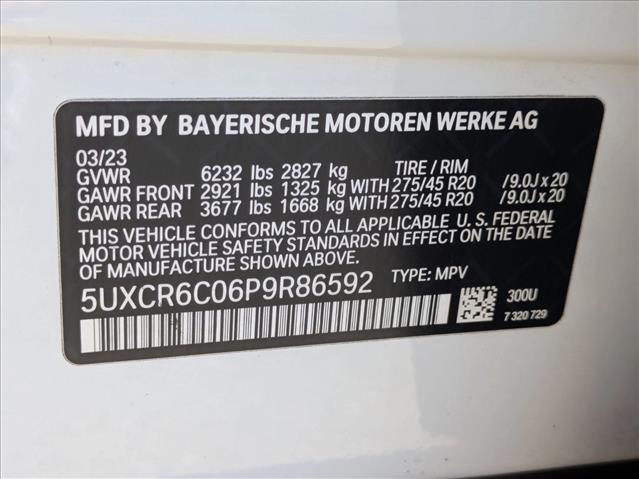 MFD BY BAYERISCHE MOTOREN WERKE AG
03/23
GVWR 6232 lbs 2827 kg TIRE / RIM
GAWR FRONT 2921 lbs 1325 kg WITH 275/45 R20 /9.0J x 20
GAWR REAR 3677 lbs 1668 kg WITH 275/45 R20 /9.0J x 20
THIS VEHICLE CONFORMS TO ALL APPLICABLE U. S. FEDERAL
MOTOR VEHICLE SAFETY STANDARDS IN EFFECT ON THE
DATE OF MANUFACTURE SHOWN ABOVE.
5UXCR6C06P9R86592 TYPE: MPV
300U
7 320 729